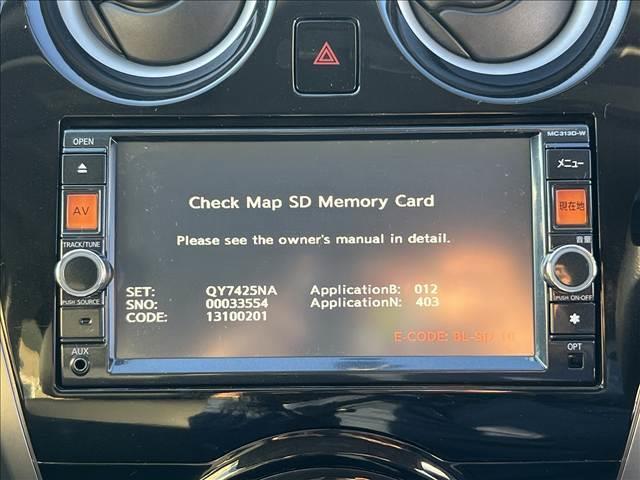 OPEN
MC313D-W
メニュー
AV
現在地
TRACK/TUNE
音量
PUSH SOURCE
PUSH ON-OFF
AUX
OPT
Check Map SD Memory Card
Please see the owner's manual in detail.
SET: QY7425NA ApplicationB: 012
SNO: 00033554 ApplicationN: 403
CODE: 13100201
E-CODE: